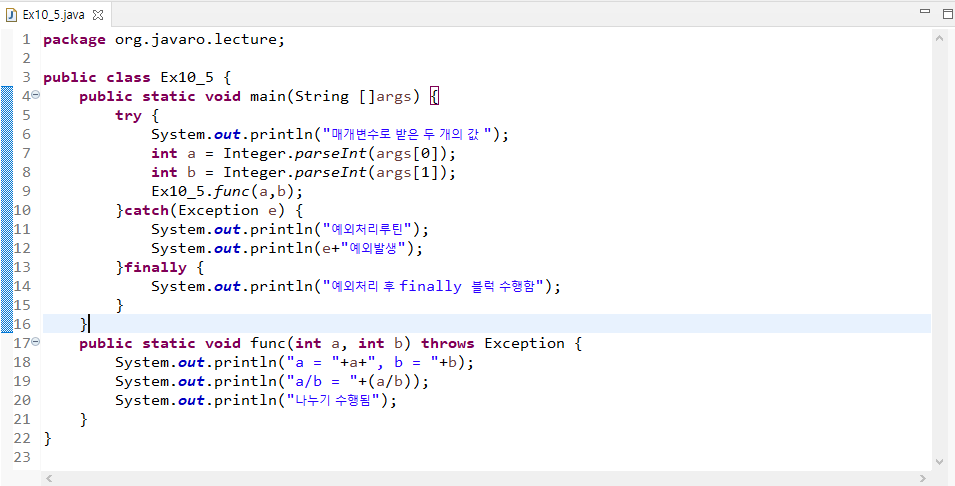 Ex10_5.java
1 package org.javaro.lecture;
2
3 public class Ex10_5 {
4     public static void main(String []args) {
5         try {
6             System.out.println("매개변수로 받은 두 개의 값 ");
7             int a = Integer.parseInt(args[0]);
8             int b = Integer.parseInt(args[1]);
9             Ex10_5.func(a,b);
10         }catch(Exception e) {
11             System.out.println("예외처리루틴");
12             System.out.println(e+"예외발생");
13         }finally {
14             System.out.println("예외처리 후 finally 블럭 수행함");
15         }
16     }
17     public static void func(int a, int b) throws Exception {
18         System.out.println("a = "+a+", b = "+b);
19         System.out.println("a/b = "+(a/b));
20         System.out.println("나누기 수행됨");
21     }
22 }
23